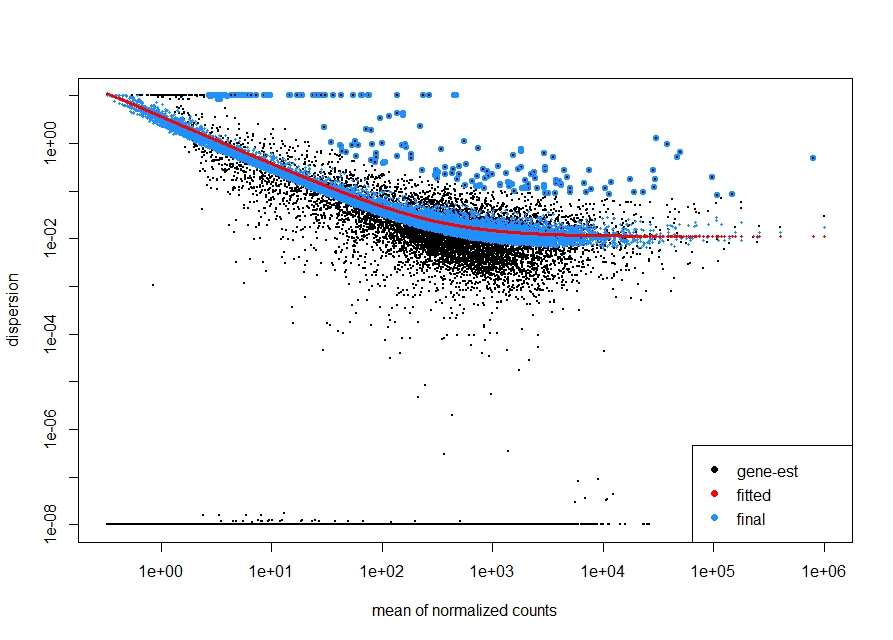 dispersion
1e+00
1e-02
1e-04
1e-06
1e-08
gene-est
fitted
final
1e+00 1e+01 1e+02 1e+03 1e+04 1e+05 1e+06
mean of normalized counts